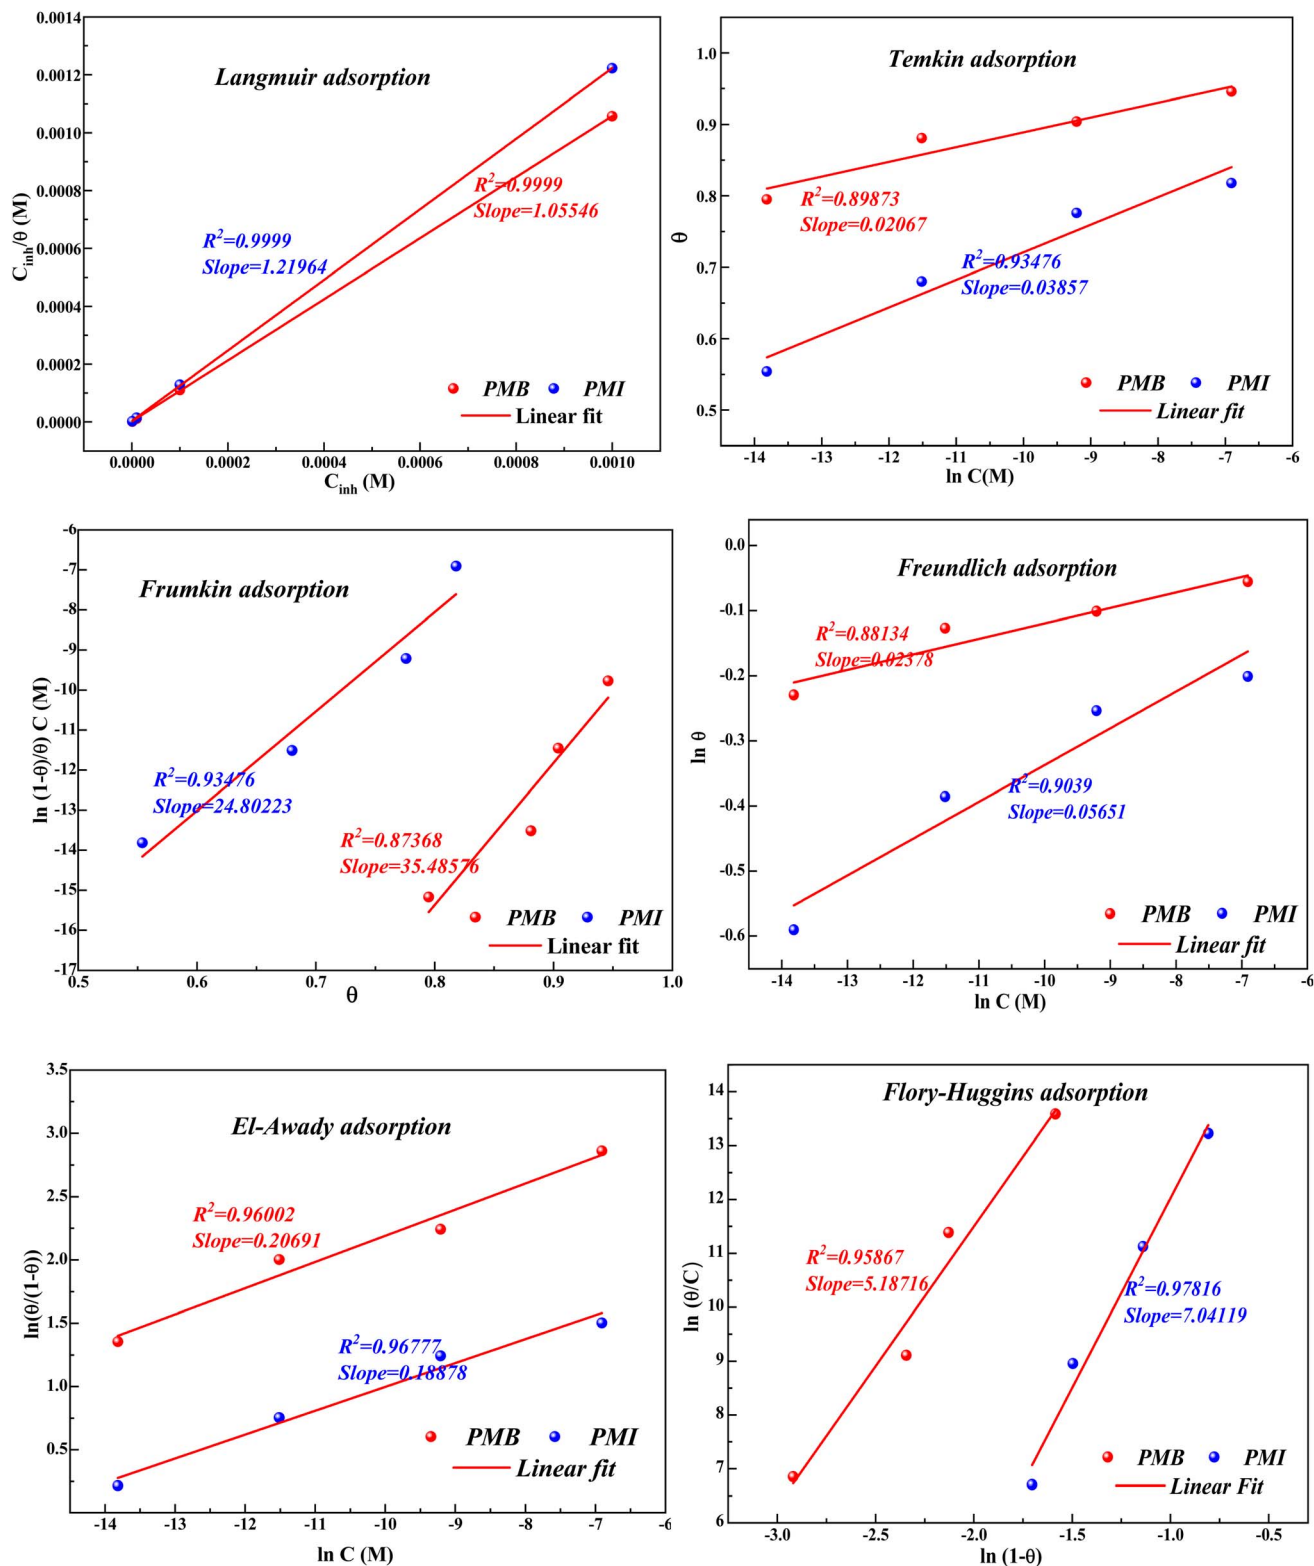 Langmuir adsorption
C_inh/θ (M)
0.0014
0.0012
0.0010
0.0008
0.0006
0.0004
0.0002
0.0000
R²=0.9999
Slope=1.05546
R²=0.9999
Slope=1.21964
PMB PMI
Linear fit
0.0000 0.0002 0.0004 0.0006 0.0008 0.0010
C_inh (M)
Temkin adsorption
θ
1.0
0.9
0.8
0.7
0.6
0.5
R²=0.89873
Slope=0.02067
R²=0.93476
Slope=0.03857
PMB PMI
Linear fit
-14 -13 -12 -11 -10 -9 -8 -7 -6
ln C(M)
Frumkin adsorption
ln (1-θ)/θ) C (M)
-6
-7
-8
-9
-10
-11
-12
-13
-14
-15
-16
-17
R²=0.93476
Slope=24.80223
R²=0.87368
Slope=35.48576
PMB PMI
Linear fit
0.5 0.6 0.7 0.8 0.9 1.0
θ
Freundlich adsorption
ln θ
0.0
-0.1
-0.2
-0.3
-0.4
-0.5
-0.6
R²=0.88134
Slope=0.02378
R²=0.9039
Slope=0.05651
PMB PMI
Linear fit
-14 -13 -12 -11 -10 -9 -8 -7 -6
ln C (M)
El-Awady adsorption
ln(θ/(1-θ))
3.5
3.0
2.5
2.0
1.5
1.0
0.5
R²=0.96002
Slope=0.20691
R²=0.96777
Slope=0.18878
PMB PMI
Linear fit
-14 -13 -12 -11 -10 -9 -8 -7 -6
ln C (M)
Flory-Huggins adsorption
ln (θ/C)
14
13
12
11
10
9
8
7
6
R²=0.95867
Slope=5.18716
R²=0.97816
Slope=7.04119
PMB PMI
Linear Fit
-3.0 -2.5 -2.0 -1.5 -1.0 -0.5
ln (1-θ)